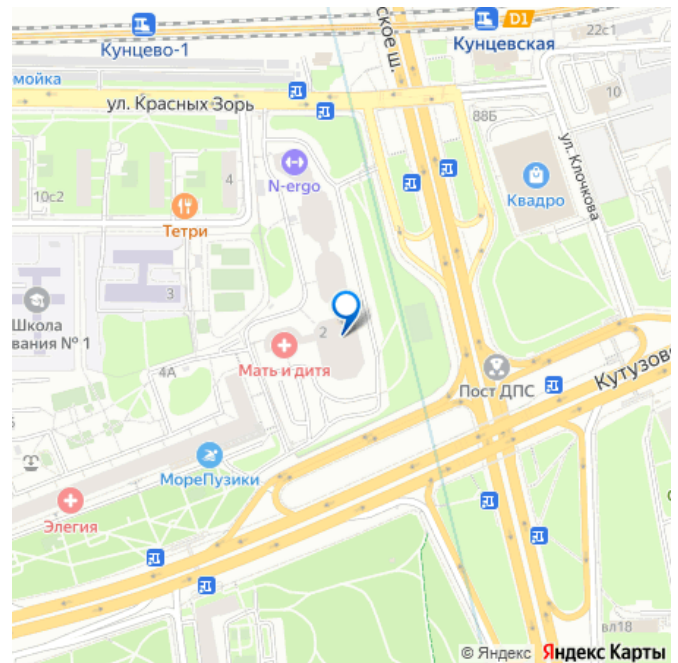 ское ш.
22с1
D1
Кунцево-1
Кунцевская
мойка
ул. Красных Зорь
10
88Б
ул. Клочкова
N-ergo
4
Квадро
10с2
Тетри
3
Школа
вания № 1
2
4А
Мать и дитя
Пост ДПС
Кутузов
МореПузики
Элегия
вл18
© Яндекс Яндекс Карты